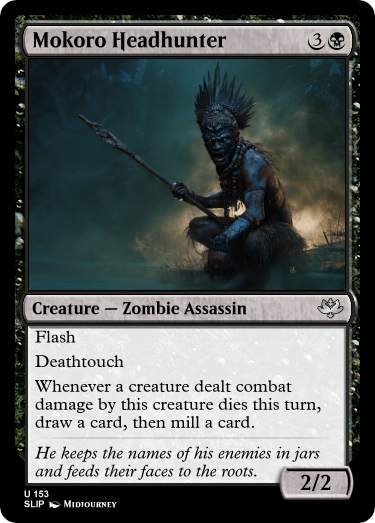 Mokoro Headhunter 3
Creature — Zombie Assassin
Flash
Deathtouch
Whenever a creature dealt combat
damage by this creature dies this turn,
draw a card, then mill a card.
He keeps the names of his enemies in jars
and feeds their faces to the roots.
2/2
U 153
SLIP Midjourney